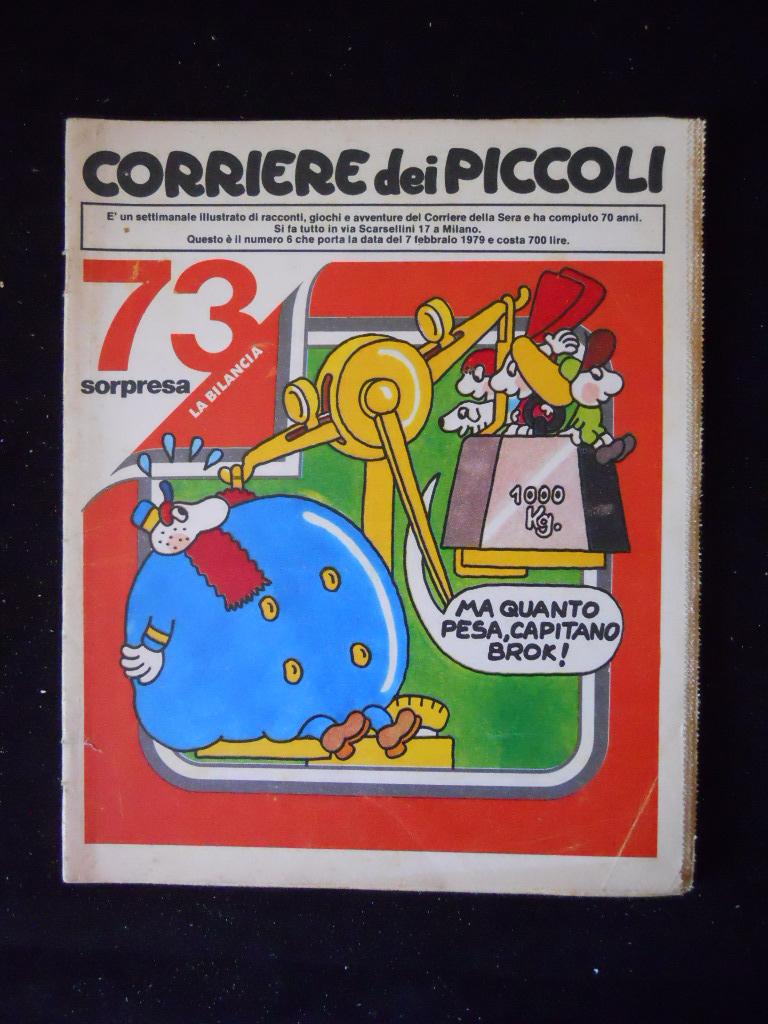 CORRIERE dei PICCOLI
E' un settimanale illustrato di racconti, giochi e avventure del Corriere della Sera e ha compiuto 70 anni.
Si fa tutto in via Scarsellini 17 a Milano.
Questo è il numero 6 che porta la data del 7 febbraio 1979 e costa 700 lire.
73
sorpresa
LA BILANCIA
1000
Kg.
MA QUANTO
PESA, CAPITANO
BROK!